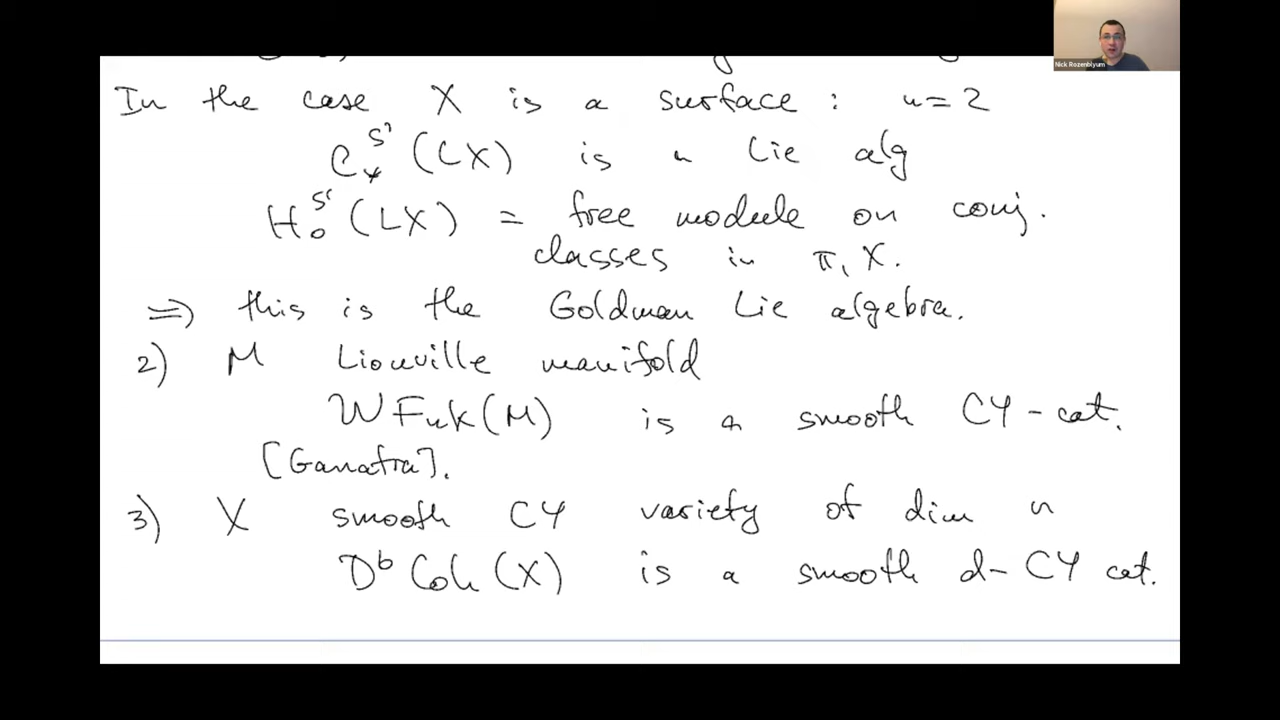 Nick Rozenblyum
In the case X is a surface : n=2
C_*^{S^1} (LX) is a Lie alg
H_0^{S^1} (LX) = free module on conj.
classes in π_1 X.
=> this is the Goldman Lie algebra.
2) M Liouville manifold
WFuk(M) is a smooth CY-cat.
[Ganatra].
3) X smooth CY variety of dim n
D^b Coh(X) is a smooth d-CY cat.